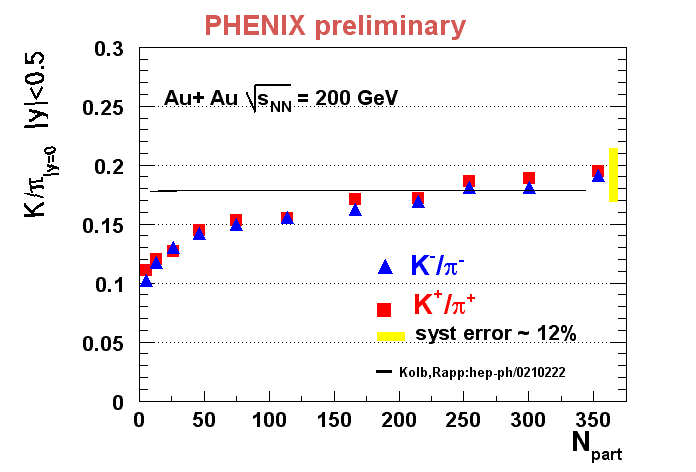 PHENIX preliminary
K/π|y=0 |y|<0.5
0.3
0.25
0.2
0.15
0.1
0.05
0
Au+ Au √sNN = 200 GeV
K-/π-
K+/π+
syst error ~ 12%
Kolb,Rapp:hep-ph/0210222
0 50 100 150 200 250 300 350
Npart